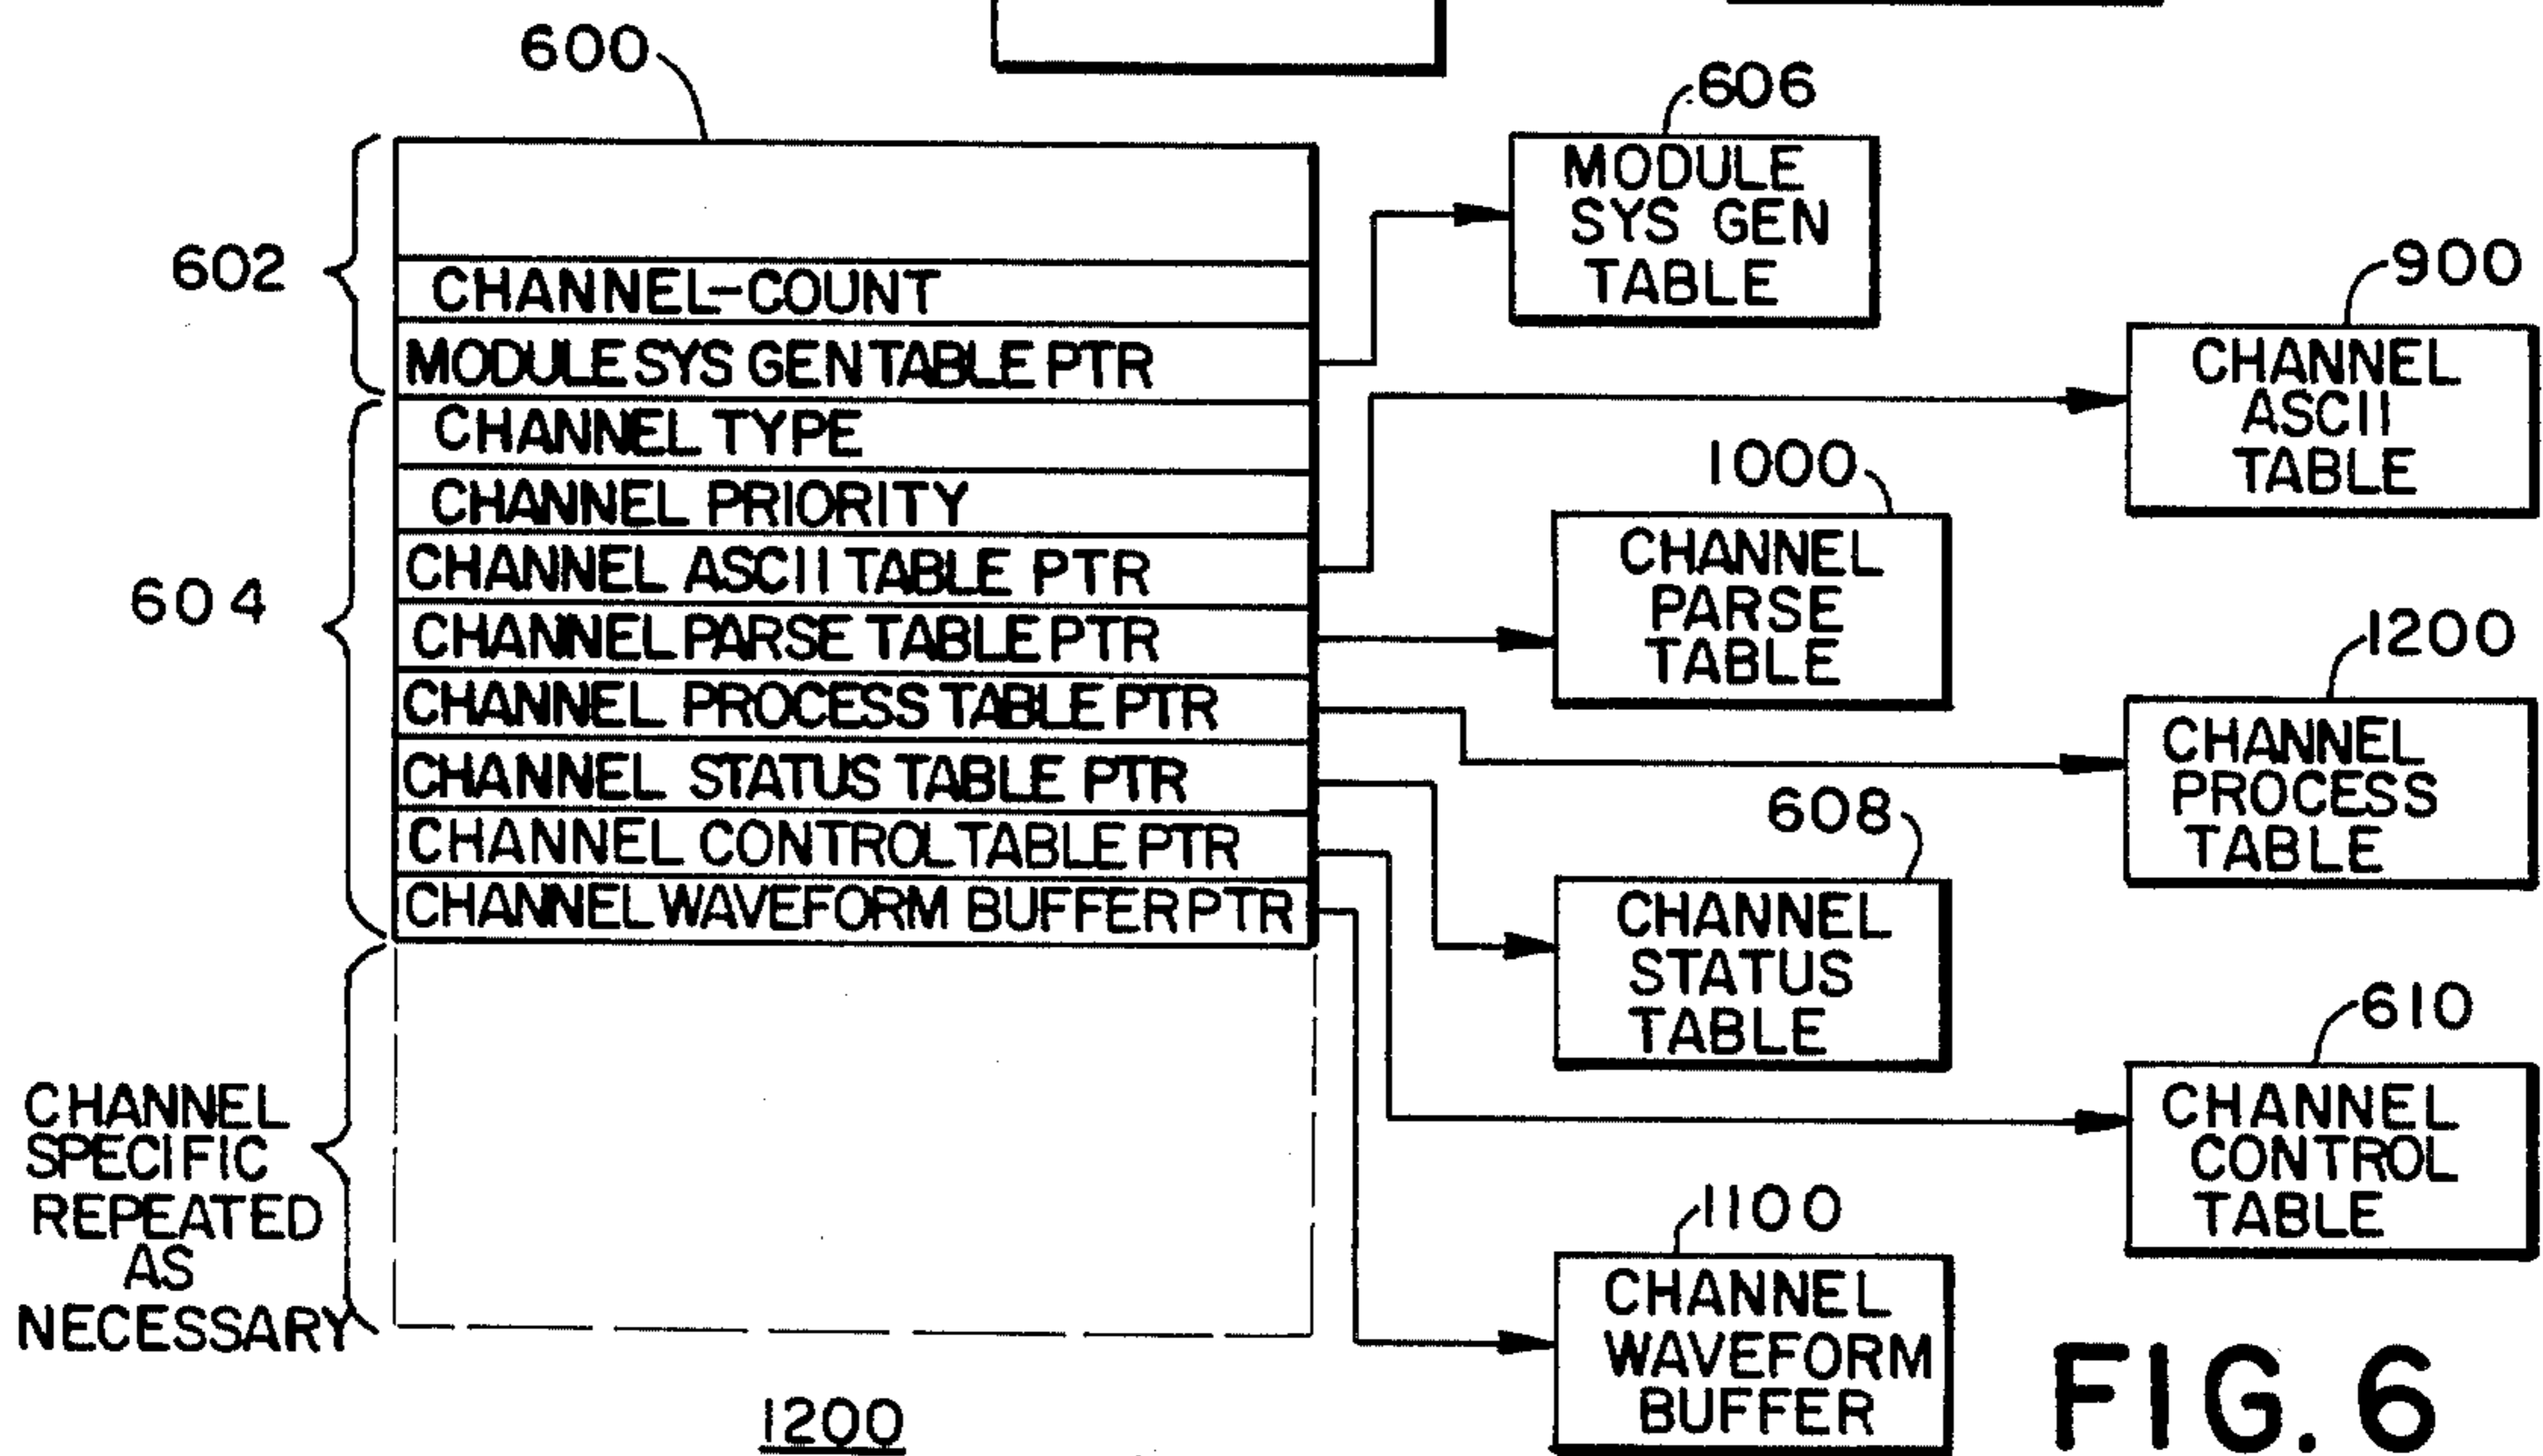 600
606
MODULE
SYS GEN
TABLE
602
CHANNEL-COUNT
MODULE SYS GEN TABLE PTR
900
CHANNEL
ASCII
TABLE
604
CHANNEL TYPE
CHANNEL PRIORITY
CHANNEL ASCII TABLE PTR
CHANNEL PARSE TABLE PTR
CHANNEL PROCESS TABLE PTR
CHANNEL STATUS TABLE PTR
CHANNEL CONTROL TABLE PTR
CHANNEL WAVEFORM BUFFER PTR
1000
CHANNEL
PARSE
TABLE
1200
CHANNEL
PROCESS
TABLE
608
CHANNEL
STATUS
TABLE
610
CHANNEL
CONTROL
TABLE
CHANNEL
SPECIFIC
REPEATED
AS
NECESSARY
1100
CHANNEL
WAVEFORM
BUFFER
1200
FIG. 6